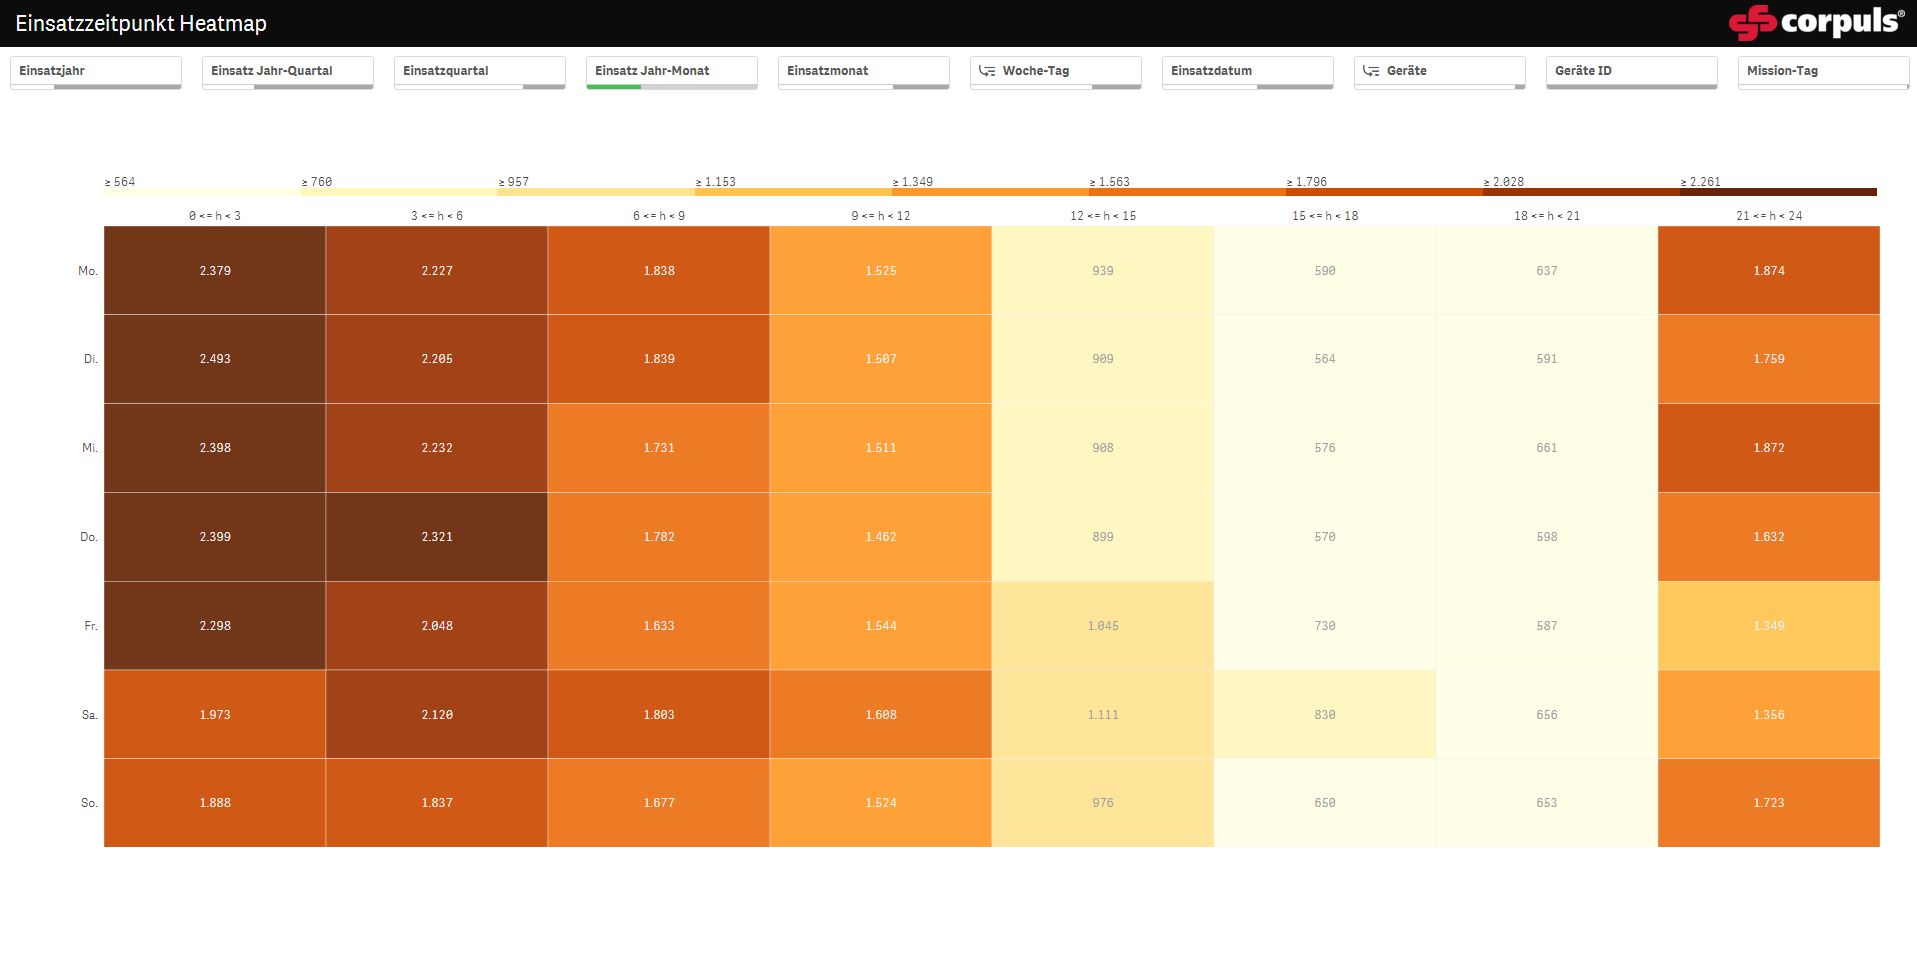 Einsatzzeitpunkt Heatmap
corpuls®
Einsatzjahr
Einsatz Jahr-Quartal
Einsatzquartal
Einsatz Jahr-Monat
Einsatzmonat
Woche-Tag
Einsatzdatum
Geräte
Geräte ID
Mission-Tag
≥ 564 ≥ 760 ≥ 957 ≥ 1.153 ≥ 1.349 ≥ 1.563 ≥ 1.796 ≥ 2.028 ≥ 2.261
0 <= h < 3 3 <= h < 6 6 <= h < 9 9 <= h < 12 12 <= h < 15 15 <= h < 18 18 <= h < 21 21 <= h < 24
Mo. 2.379 2.227 1.838 1.525 939 590 637 1.874
Di. 2.493 2.205 1.839 1.507 909 564 591 1.759
Mi. 2.398 2.232 1.731 1.511 908 576 661 1.872
Do. 2.399 2.321 1.782 1.462 899 570 598 1.632
Fr. 2.298 2.048 1.633 1.544 1.045 730 587 1.349
Sa. 1.973 2.120 1.803 1.608 1.111 830 656 1.356
So. 1.888 1.837 1.677 1.524 976 650 653 1.723